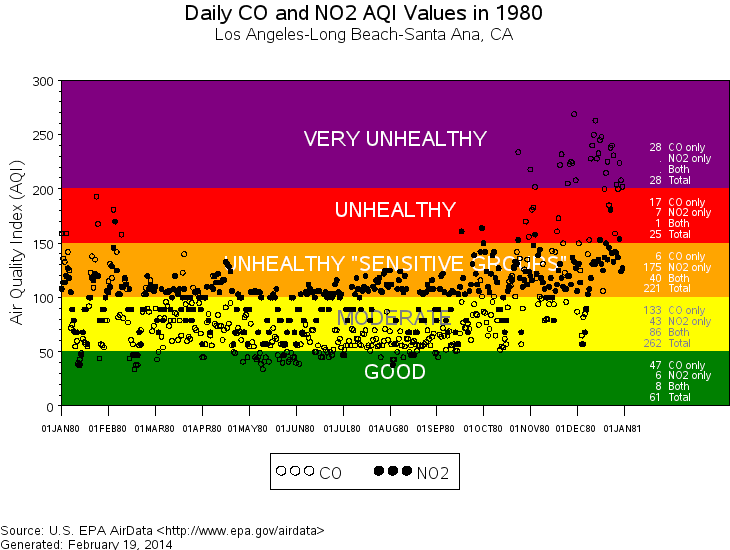 Daily CO and NO2 AQI Values in 1980
Los Angeles-Long Beach-Santa Ana, CA
Air Quality Index (AQI)
300
250
200
150
100
50
0
VERY UNHEALTHY
28 CO only
. NO2 only
. Both
28 Total
UNHEALTHY
17 CO only
7 NO2 only
1 Both
25 Total
UNHEALTHY "SENSITIVE GROUPS"
6 CO only
175 NO2 only
40 Both
221 Total
MODERATE
133 CO only
43 NO2 only
86 Both
262 Total
GOOD
47 CO only
6 NO2 only
8 Both
61 Total
01JAN80 01FEB80 01MAR80 01APR80 01MAY80 01JUN80 01JUL80 01AUG80 01SEP80 01OCT80 01NOV80 01DEC80 01JAN81
CO NO2
Source: U.S. EPA AirData <http://www.epa.gov/airdata>
Generated: February 19, 2014